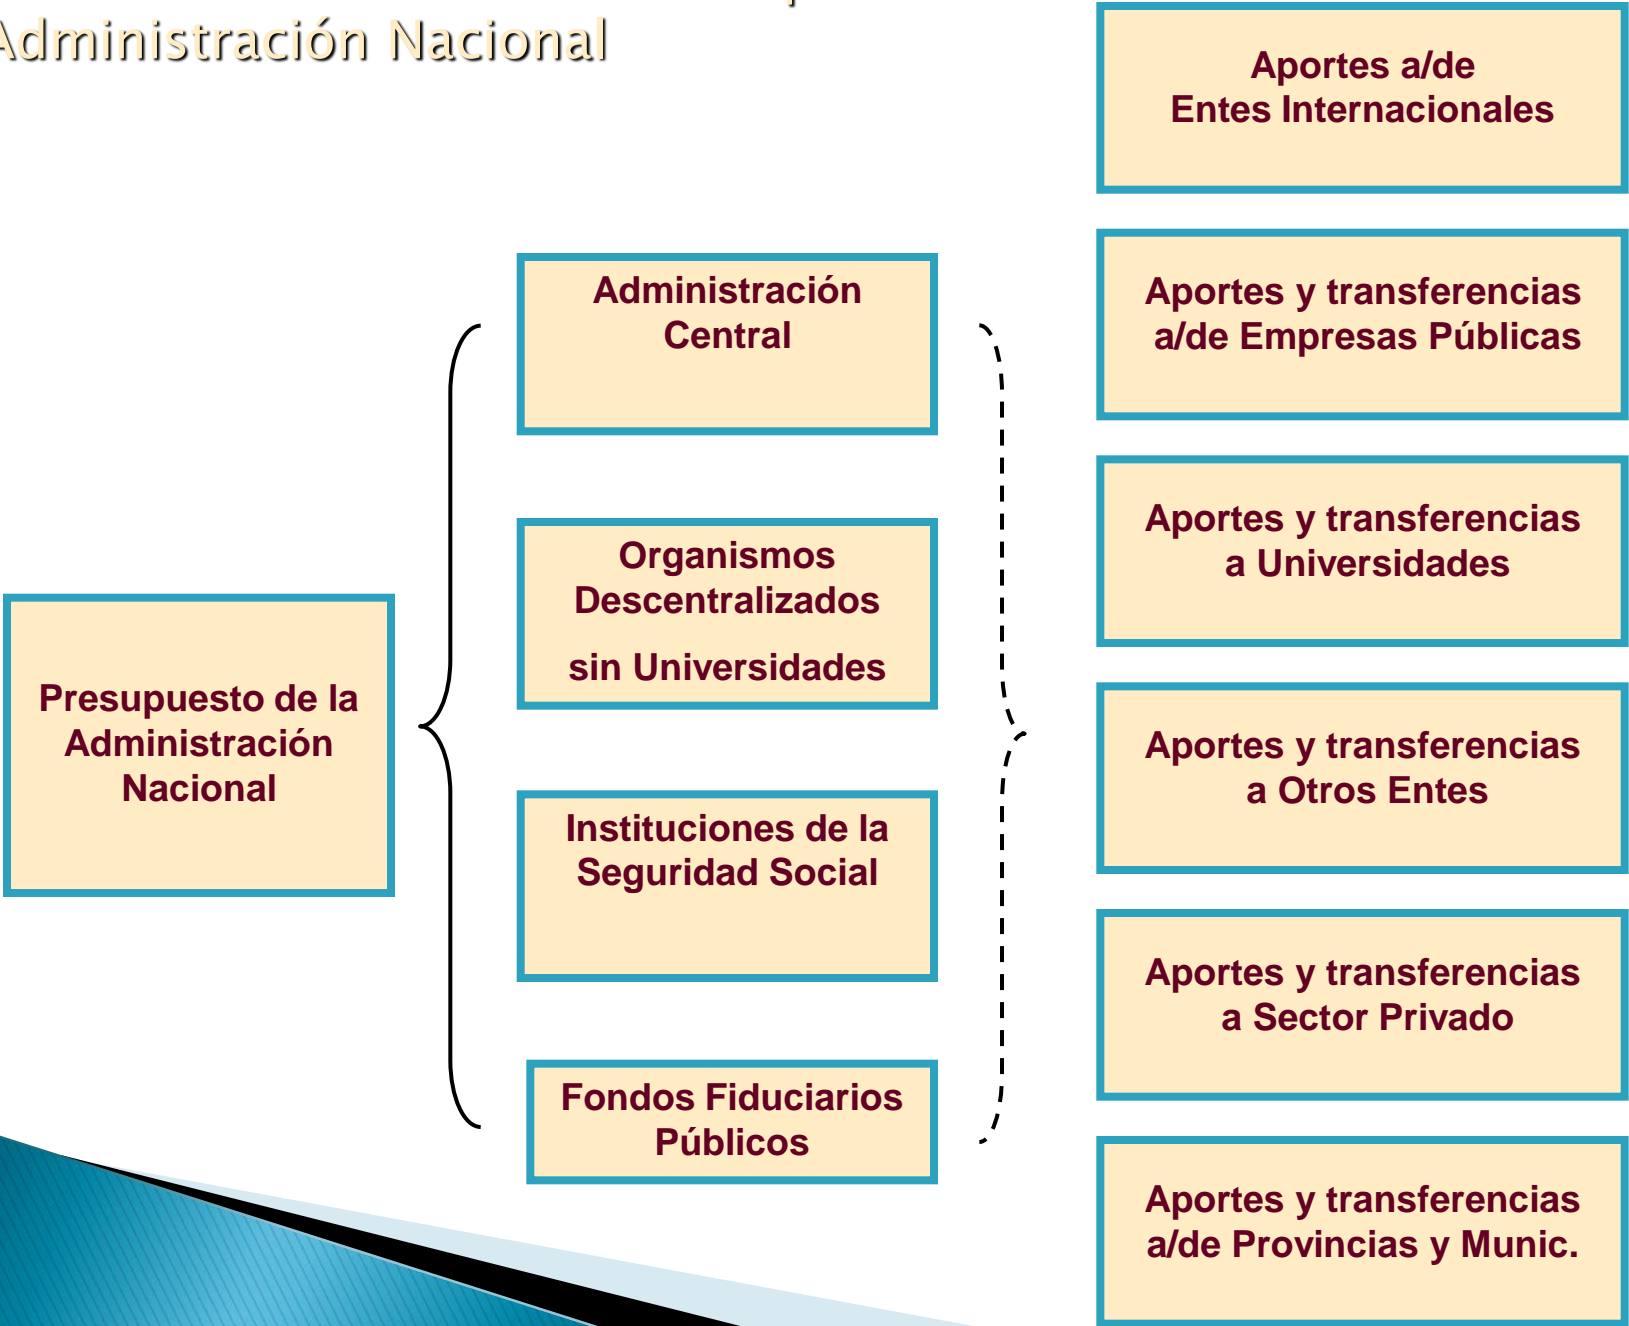 Administración Nacional
Presupuesto de la
Administración
Nacional
Administración
Central
Organismos
Descentralizados
sin Universidades
Instituciones de la
Seguridad Social
Fondos Fiduciarios
Públicos
Aportes a/de
Entes Internacionales
Aportes y transferencias
a/de Empresas Públicas
Aportes y transferencias
a Universidades
Aportes y transferencias
a Otros Entes
Aportes y transferencias
a Sector Privado
Aportes y transferencias
a/de Provincias y Munic.